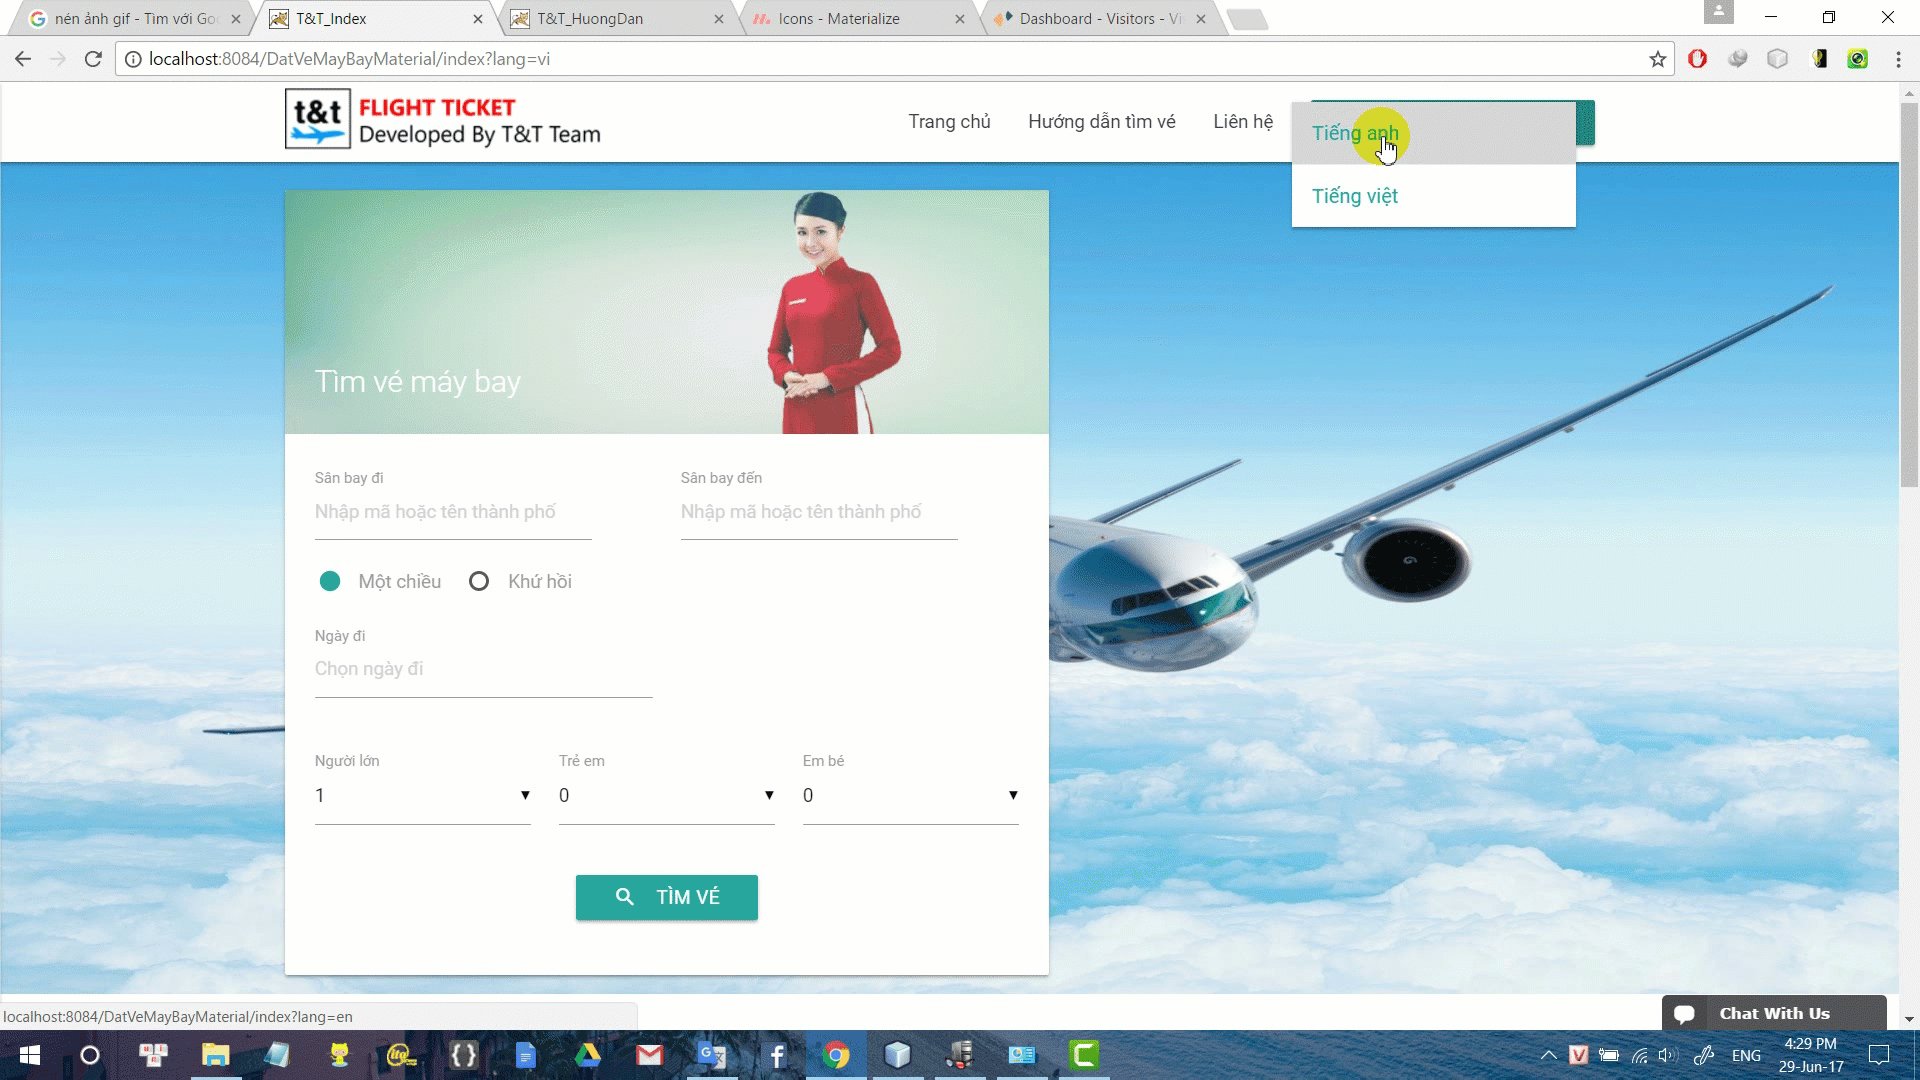 nén ảnh gif - Tìm với Goo
T&T_Index
T&T_HuongDan
Icons - Materialize
Dashboard - Visitors - Vi
localhost:8084/DatVeMayBayMaterial/index?lang=vi
t&t
FLIGHT TICKET
Developed By T&T Team
Trang chủ
Hướng dẫn tìm vé
Liên hệ
Tiếng anh
Tiếng việt
Tìm vé máy bay
Sân bay đi
Sân bay đến
Nhập mã hoặc tên thành phố
Nhập mã hoặc tên thành phố
Một chiều
Khứ hồi
Ngày đi
Chọn ngày đi
Người lớn
Trẻ em
Em bé
1
0
0
TÌM VÉ
localhost:8084/DatVeMayBayMaterial/index?lang=en
Chat With Us
ENG
4:29 PM
29-Jun-17